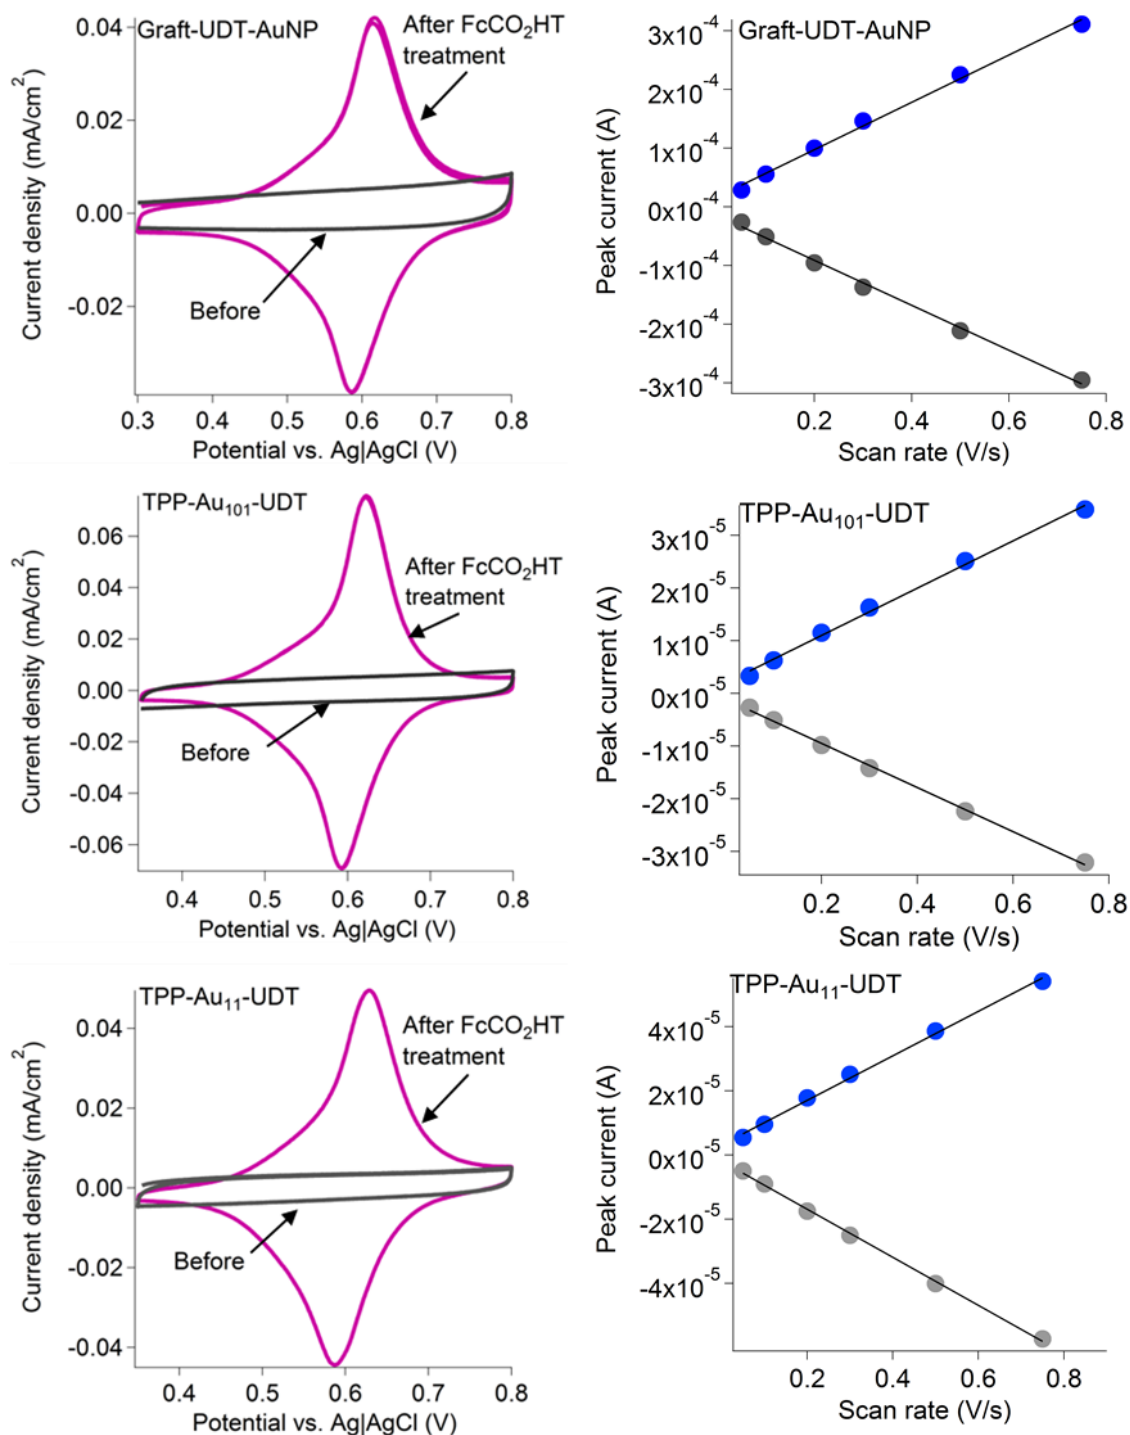 Graft-UDT-AuNP
After FcCO₂HT
treatment
Before
0.04
0.02
0.00
-0.02
Current density (mA/cm²)
0.3 0.4 0.5 0.6 0.7 0.8
Potential vs. Ag|AgCl (V)
Graft-UDT-AuNP
3x10⁻⁴
2x10⁻⁴
1x10⁻⁴
0x10⁻⁴
-1x10⁻⁴
-2x10⁻⁴
-3x10⁻⁴
Peak current (A)
0.2 0.4 0.6 0.8
Scan rate (V/s)
TPP-Au₁₀₁-UDT
After FcCO₂HT
treatment
Before
0.06
0.04
0.02
0.00
-0.02
-0.04
-0.06
Current density (mA/cm²)
0.4 0.5 0.6 0.7 0.8
Potential vs. Ag|AgCl (V)
TPP-Au₁₀₁-UDT
3x10⁻⁵
2x10⁻⁵
1x10⁻⁵
0x10⁻⁵
-1x10⁻⁵
-2x10⁻⁵
-3x10⁻⁵
Peak current (A)
0.2 0.4 0.6 0.8
Scan rate (V/s)
TPP-Au₁₁-UDT
After FcCO₂HT
treatment
Before
0.04
0.02
0.00
-0.02
-0.04
Current density (mA/cm²)
0.4 0.5 0.6 0.7 0.8
Potential vs. Ag|AgCl (V)
TPP-Au₁₁-UDT
4x10⁻⁵
2x10⁻⁵
0x10⁻⁵
-2x10⁻⁵
-4x10⁻⁵
Peak current (A)
0.2 0.4 0.6 0.8
Scan rate (V/s)